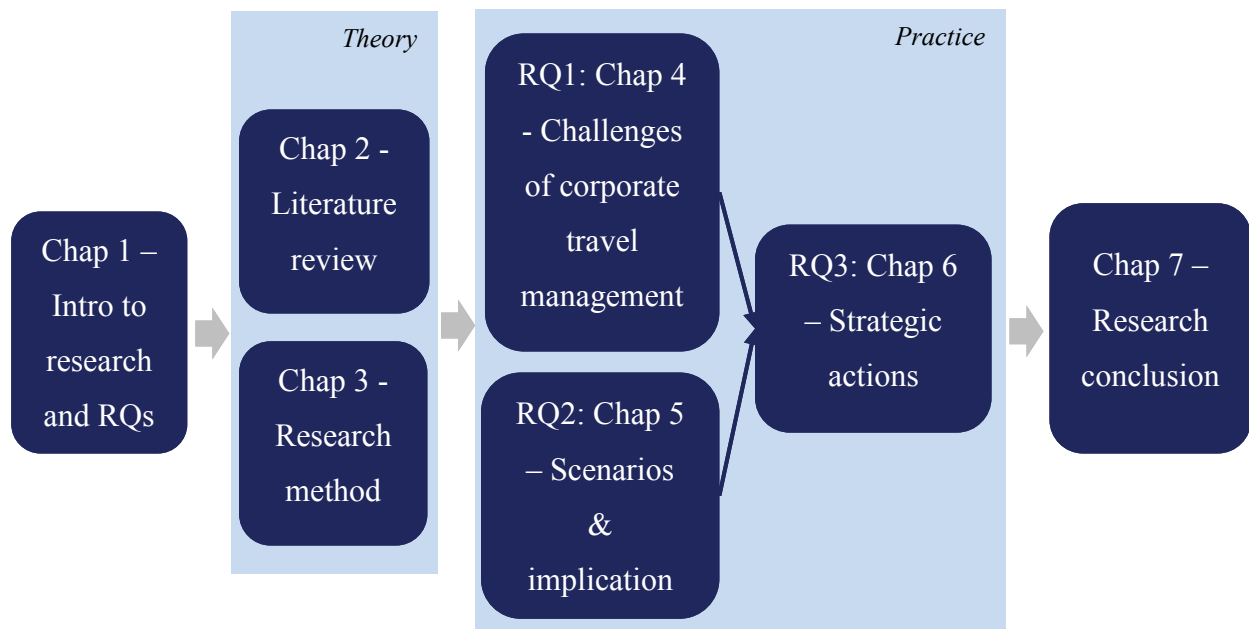 Chap 1 –
Intro to
research
and RQs
Theory
Chap 2 -
Literature
review
Chap 3 -
Research
method
Practice
RQ1: Chap 4
- Challenges
of corporate
travel
management
RQ2: Chap 5
– Scenarios
&
implication
RQ3: Chap 6
– Strategic
actions
Chap 7 –
Research
conclusion